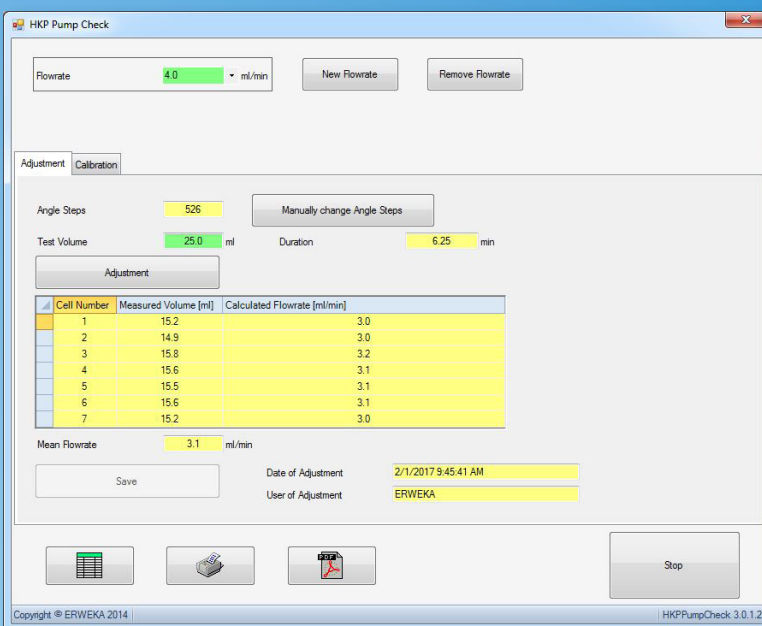 HKP Pump Check
Flowrate 4.0 ml/min New Flowrate Remove Flowrate
Adjustment Calibration
Angle Steps 526 Manually change Angle Steps
Test Volume 25.0 ml Duration 6.25 min
Adjustment
Cell Number Measured Volume [ml] Calculated Flowrate [ml/min]
1 15.2 3.0
2 14.9 3.0
3 15.8 3.2
4 15.6 3.1
5 15.5 3.1
6 15.6 3.1
7 15.2 3.0
Mean Flowrate 3.1 ml/min
Save Date of Adjustment 2/1/2017 9:45:41 AM
User of Adjustment ERWEKA
PDF
Stop
Copyright © ERWEKA 2014 HKPPumpCheck 3.0.1.2